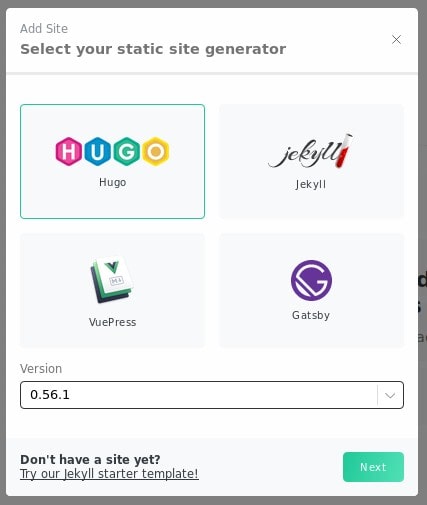 Add Site
Select your static site generator
HUGO
Hugo
jekyll
Jekyll
V
M↓
VuePress
Gatsby
Version
0.56.1
Don't have a site yet?
Try our Jekyll starter template!
Next